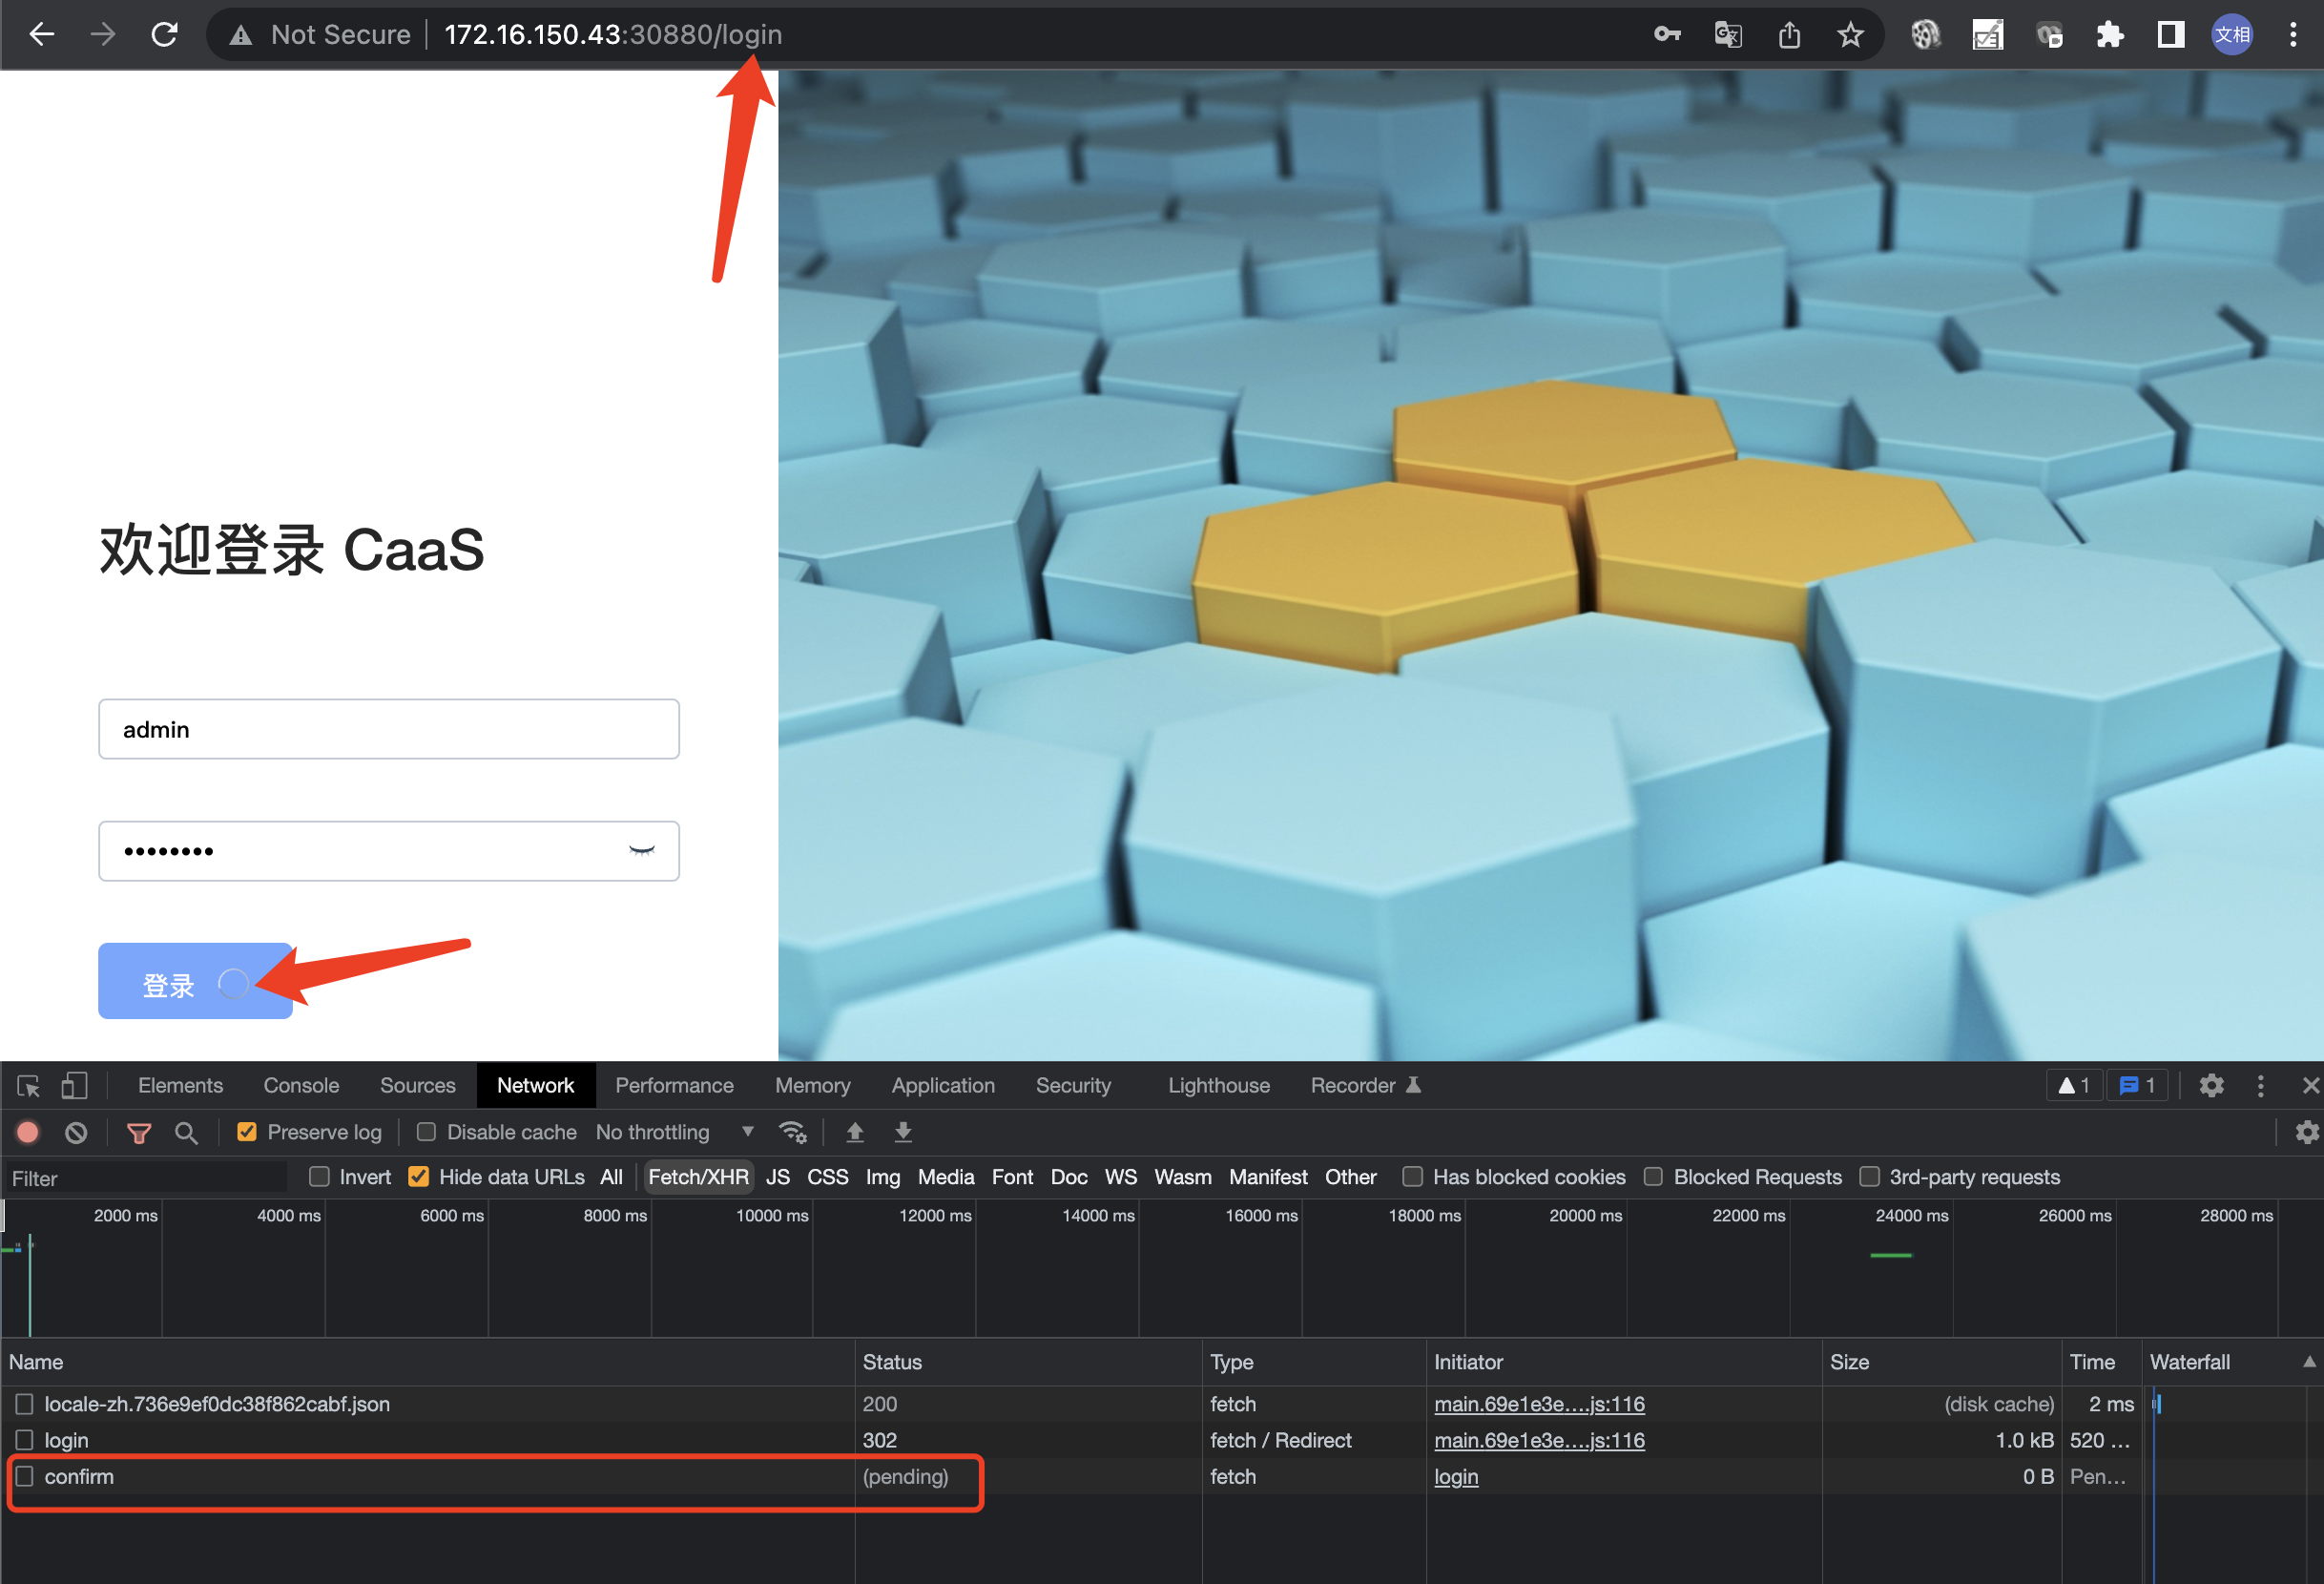 Not Secure 172.16.150.43:30880/login 文相
欢迎登录 CaaS
admin
••••••••
登录
Elements Console Sources Network Performance Memory Application Security Lighthouse Recorder 1 1
Preserve log Disable cache No throttling
Filter Invert Hide data URLs All Fetch/XHR JS CSS Img Media Font Doc WS Wasm Manifest Other Has blocked cookies Blocked Requests 3rd-party requests
2000 ms 4000 ms 6000 ms 8000 ms 10000 ms 12000 ms 14000 ms 16000 ms 18000 ms 20000 ms 22000 ms 24000 ms 26000 ms 28000 ms
Name Status Type Initiator Size Time Waterfall
locale-zh.736e9ef0dc38f862cabf.json 200 fetch main.69e1e3e....js:116 (disk cache) 2 ms
login 302 fetch / Redirect main.69e1e3e....js:116 1.0 kB 520 ...
confirm (pending) fetch login 0 B Pen...